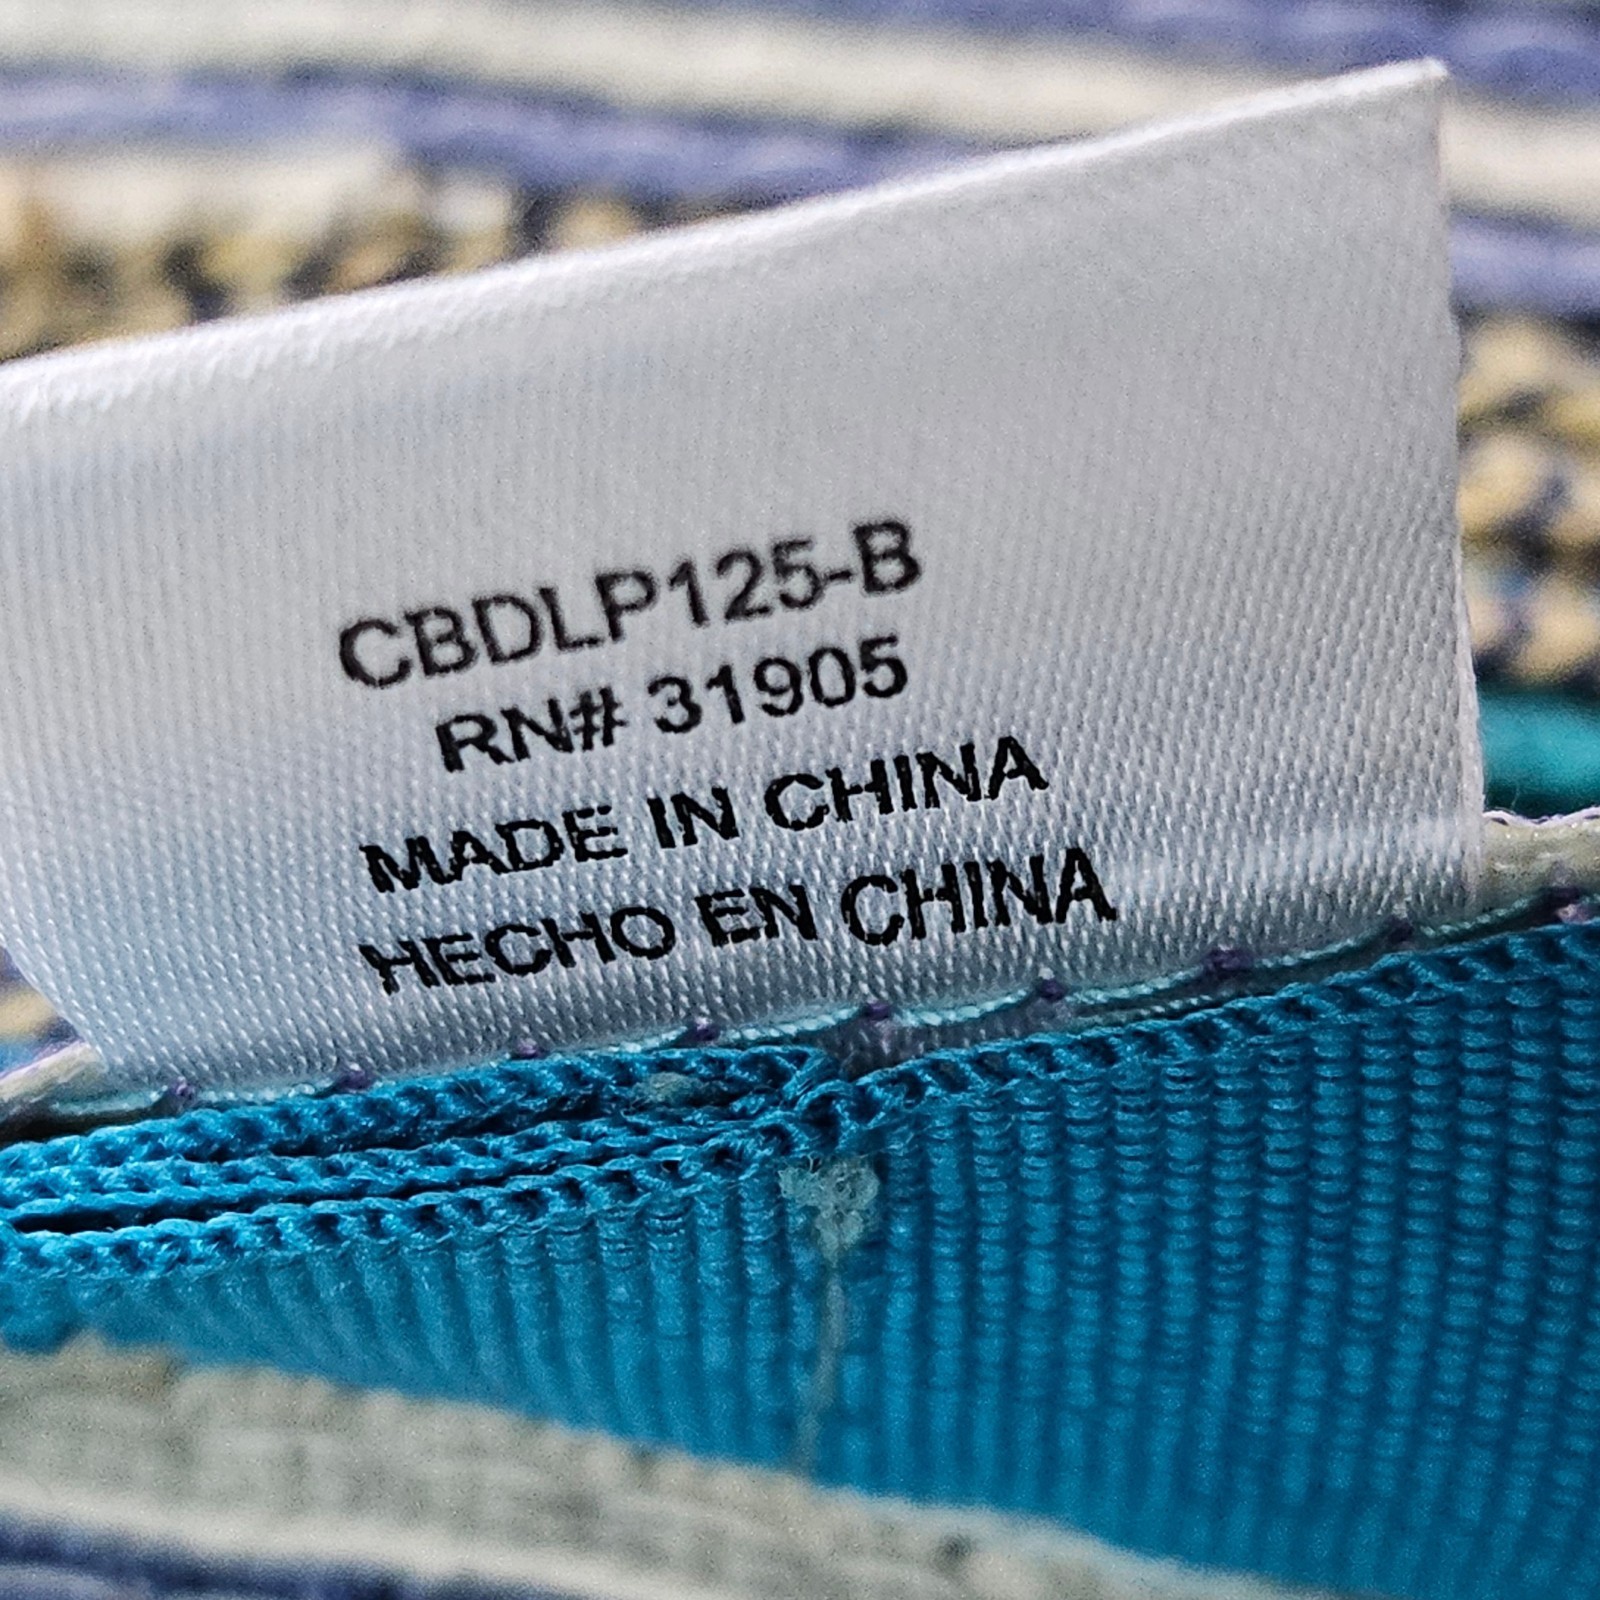 CBDLP125-B
RN# 31905
MADE IN CHINA
HECHO EN CHINA